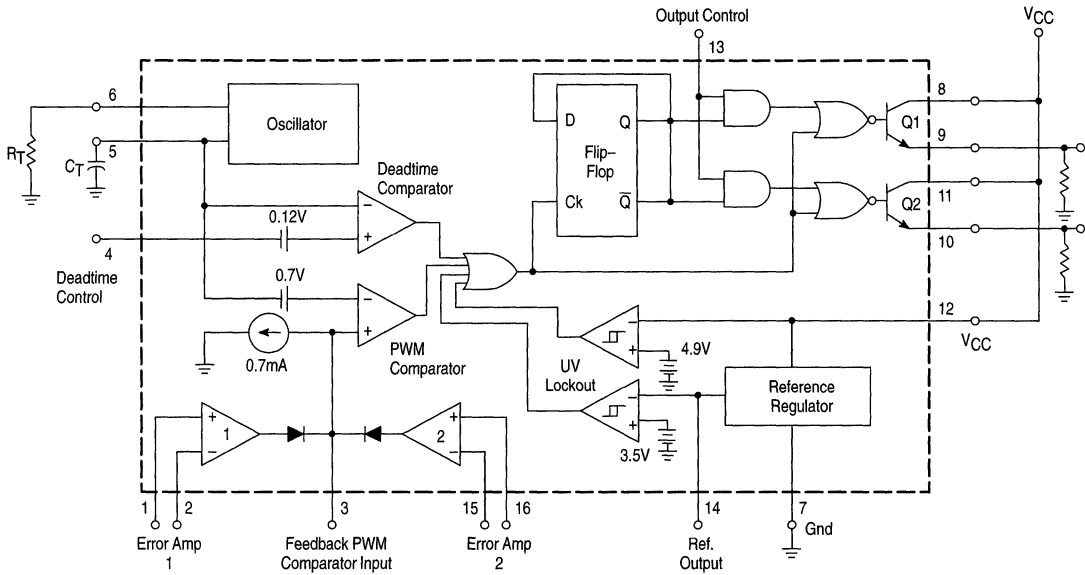 Output Control
13
VCC
6
Oscillator
RT
5
CT
D
Q
Flip–
Flop
Ck
Q
8
Q1
9
11
Q2
10
Deadtime
Comparator
–
+
0.12V
4
Deadtime
Control
0.7V
–
+
0.7mA
PWM
Comparator
UV
Lockout
–
+
4.9V
–
+
3.5V
12
VCC
Reference
Regulator
+
1
–
+
2
–
1
2
3
15
16
14
7
Error Amp
1
Feedback PWM
Comparator Input
Error Amp
2
Ref.
Output
Gnd